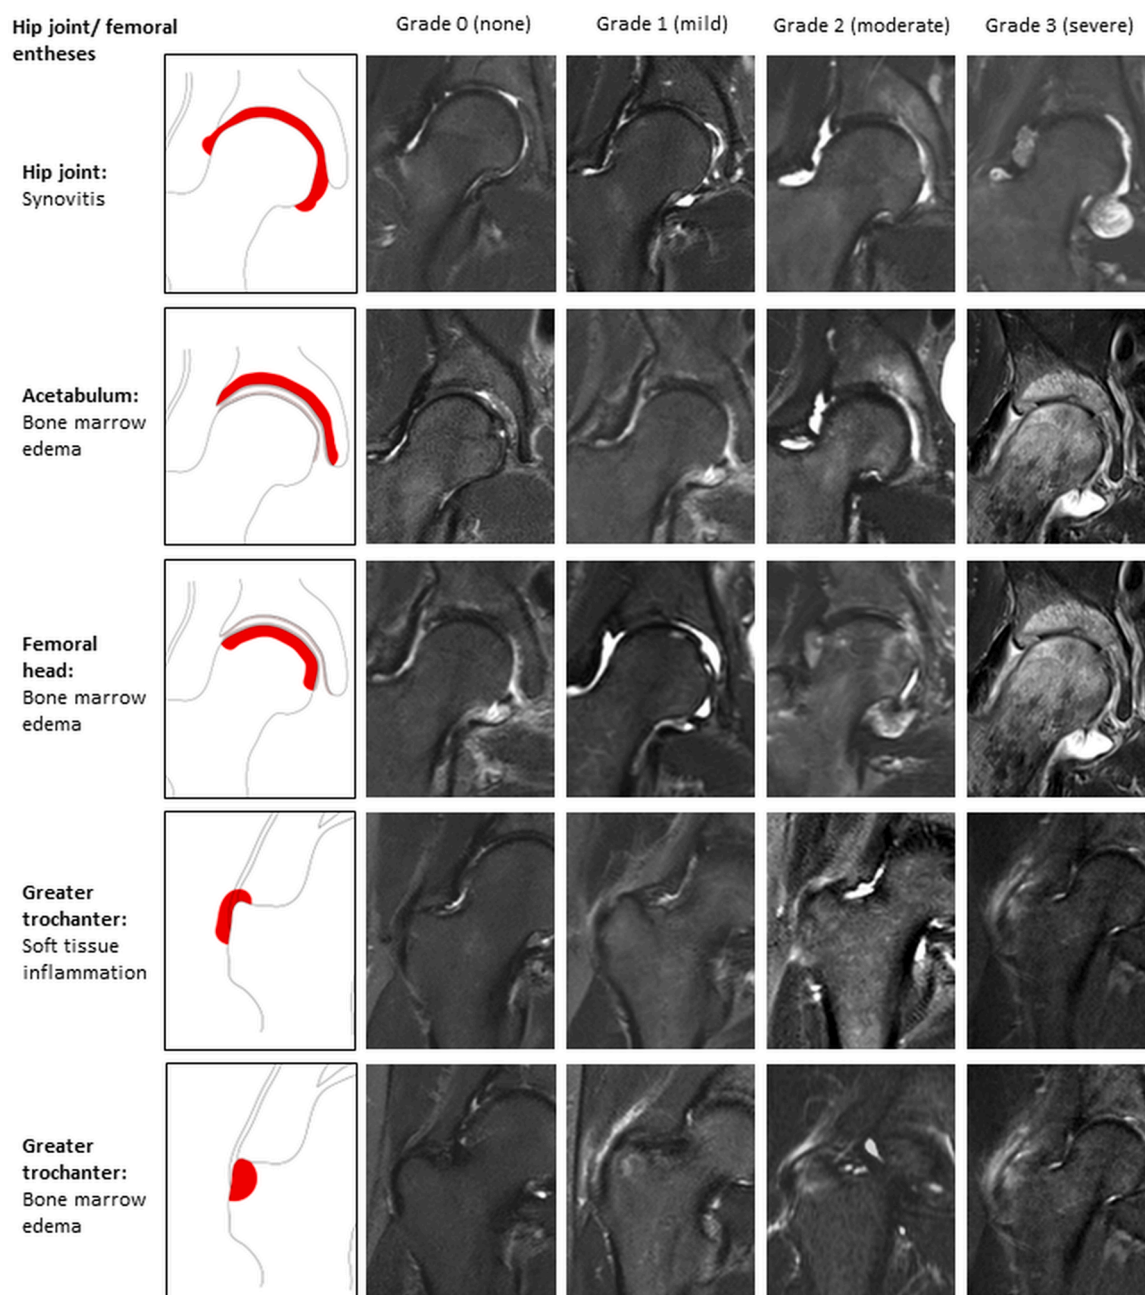 Hip joint/ femoral
entheses
Grade 0 (none)
Grade 1 (mild)
Grade 2 (moderate)
Grade 3 (severe)
Hip joint:
Synovitis
Acetabulum:
Bone marrow
edema
Femoral
head:
Bone marrow
edema
Greater
trochanter:
Soft tissue
inflammation
Greater
trochanter:
Bone marrow
edema